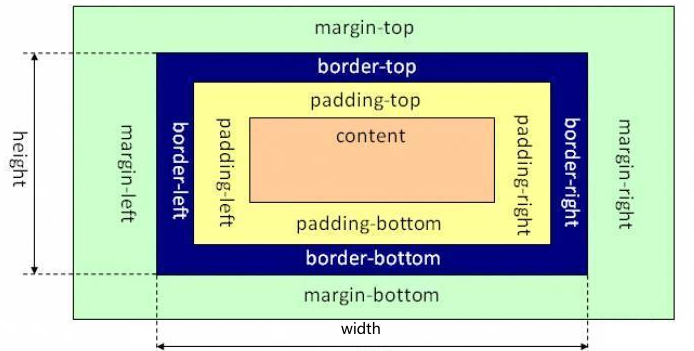 margin-top
border-top
padding-top
content
height
margin-left
border-left
padding-left
padding-right
border-right
margin-right
padding-bottom
border-bottom
margin-bottom
width